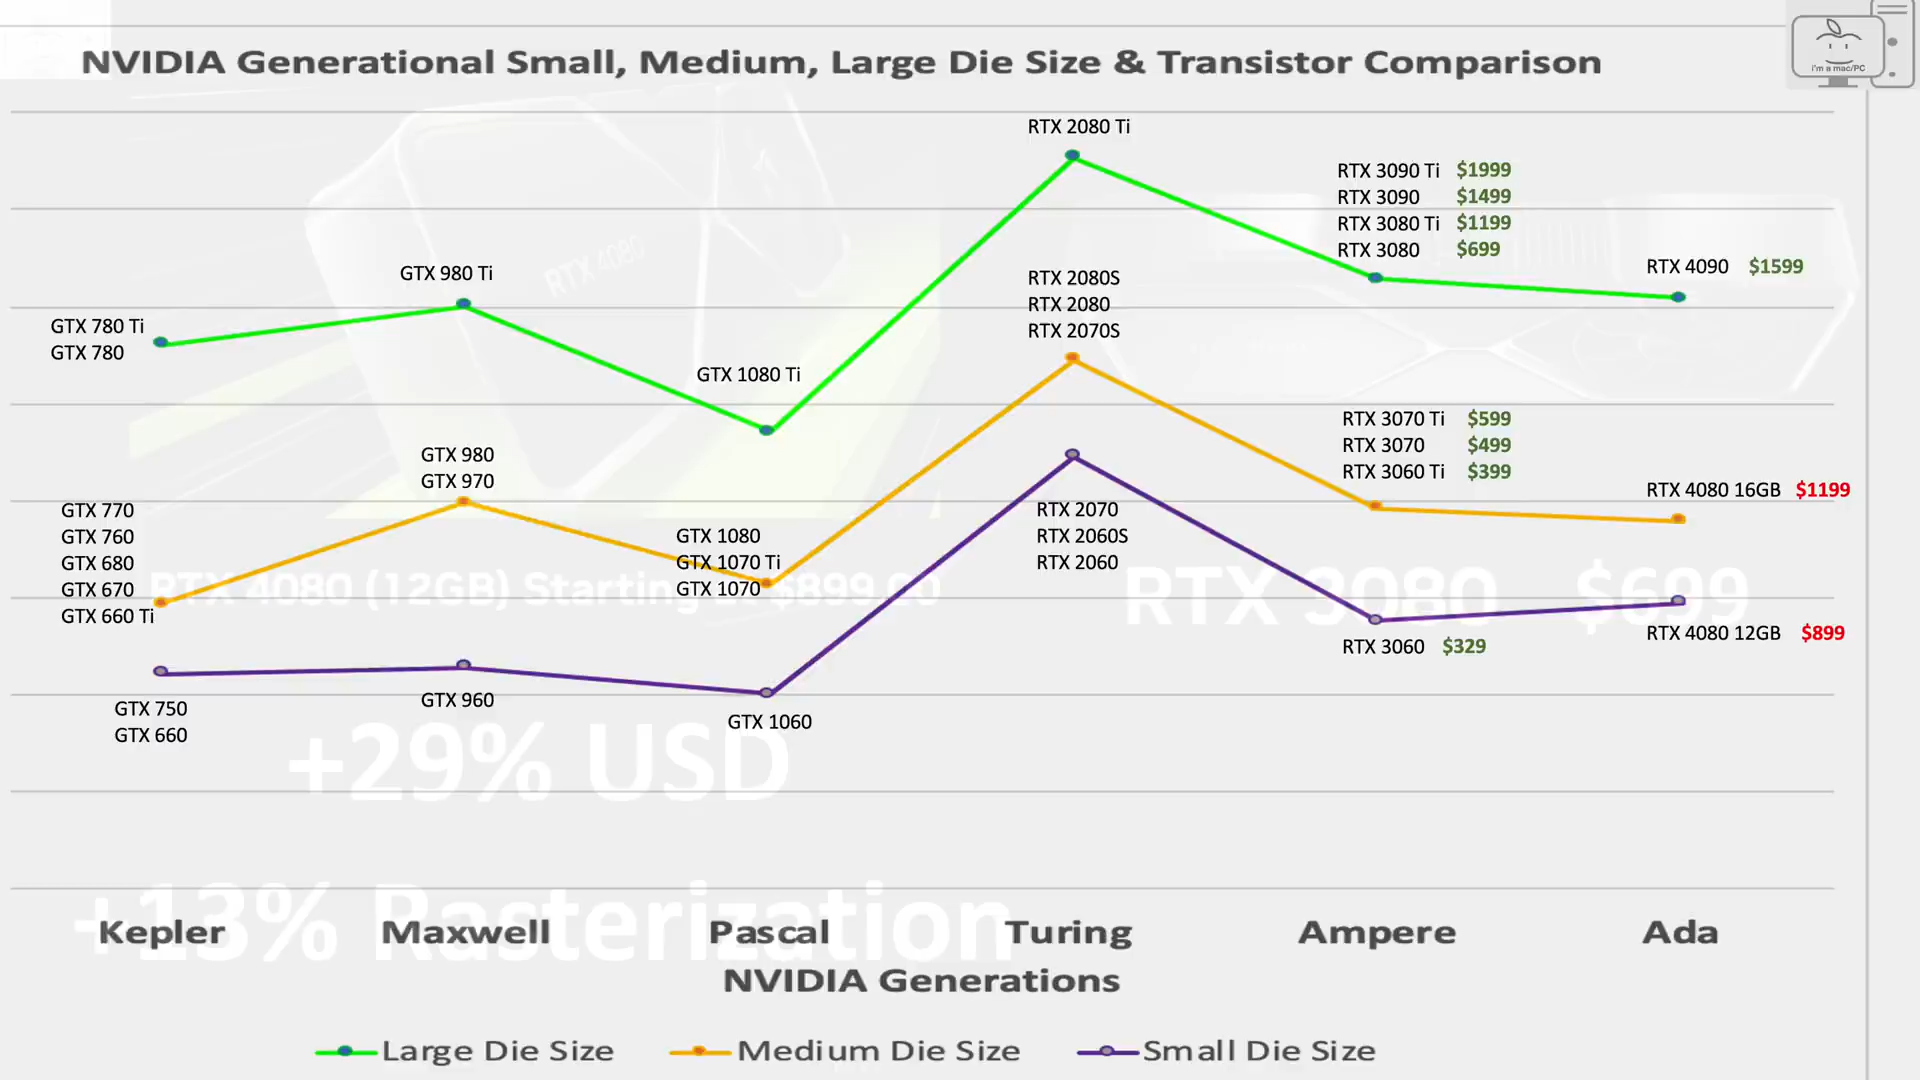 NVIDIA Generational Small, Medium, Large Die Size & Transistor Comparison
i'm a mac/PC
RTX 2080 Ti
RTX 3090 Ti $1999
RTX 3090 $1499
RTX 3080 Ti $1199
RTX 3080 $699
RTX 4080
GTX 980 Ti
RTX 2080S
RTX 2080
RTX 2070S
RTX 4090 $1599
GTX 780 Ti
GTX 780
GTX 1080 Ti
RTX 3070 Ti $599
RTX 3070 $499
RTX 3060 Ti $399
GTX 980
GTX 970
RTX 4080 16GB $1199
GTX 770
GTX 760
GTX 680
GTX 670
GTX 660 Ti
GTX 1080
GTX 1070 Ti
GTX 1070
RTX 2070
RTX 2060S
RTX 2060
RTX 4080 (12GB) Starting $899.00
RTX 3080 $699
RTX 3060 $329
RTX 4080 12GB $899
GTX 750
GTX 660
GTX 960
GTX 1060
+29% USD
+13% Rasterization
Kepler Maxwell Pascal Turing Ampere Ada
NVIDIA Generations
Large Die Size Medium Die Size Small Die Size